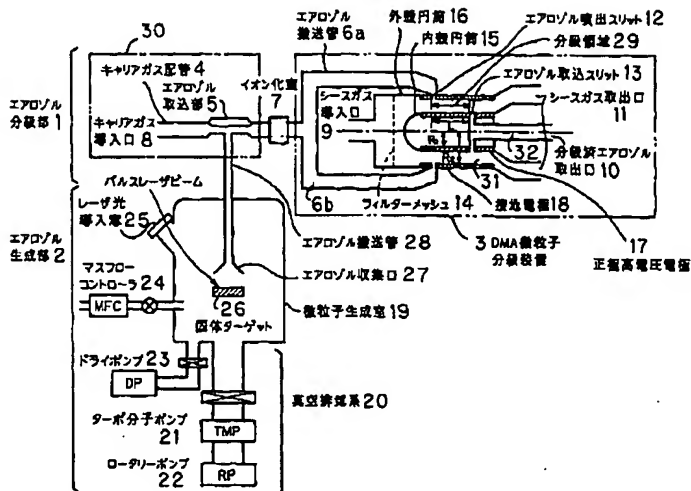 30
キャリアガス配管 4
エアロゾル
取込部 5
イオン化室
7
キャリアガス
導入口 8
エアロゾル
分級部 1
エアロゾル
搬送管 6a
外殻円筒 16
内殻円筒 15
エアロゾル噴出スリット 12
分級領域 29
エアロゾル取込スリット 13
シースガス取出口
11
シースガス
導入口
9
32
分級済エアロゾル
取出口 10
31
6b
フィルターメッシュ 14
接地電極 18
3 DMA微粒子
分級装置
17
正極高電圧電極
エアロゾル
生成部 2
パルスレーザビーム
レーザ光
導入窓
25
エアロゾル搬送管 28
エアロゾル収集口 27
マスフロー
コントローラ 24
MFC
26
固体ターゲット
微粒子生成室 19
ドライポンプ 23
DP
真空排気系 20
ターボ分子ポンプ
21
TMP
ロータリーポンプ
22
RP